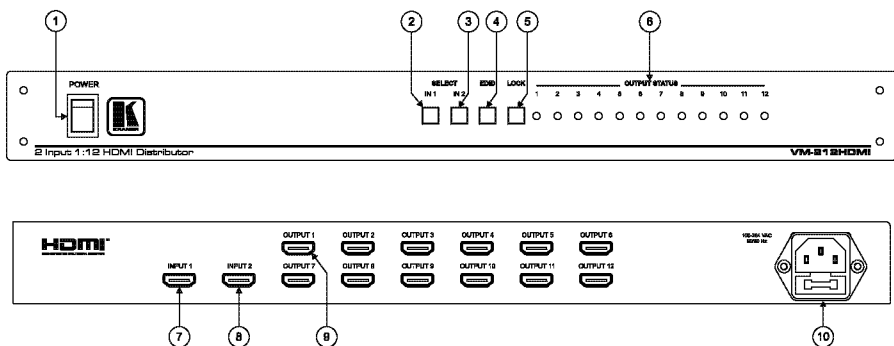 1 2 3 4 5 6
POWER
SELECT EDID LOCK OUTPUT STATUS
IN 1 IN 2 1 2 3 4 5 6 7 8 9 10 11 12
K
KRAMER
2 Input 1:12 HDMI Distributor VM-212HDMI
OUTPUT 1 OUTPUT 2 OUTPUT 3 OUTPUT 4 OUTPUT 5 OUTPUT 6
HDMI
INPUT 1 INPUT 2 OUTPUT 7 OUTPUT 8 OUTPUT 9 OUTPUT 10 OUTPUT 11 OUTPUT 12
7 8 9 10